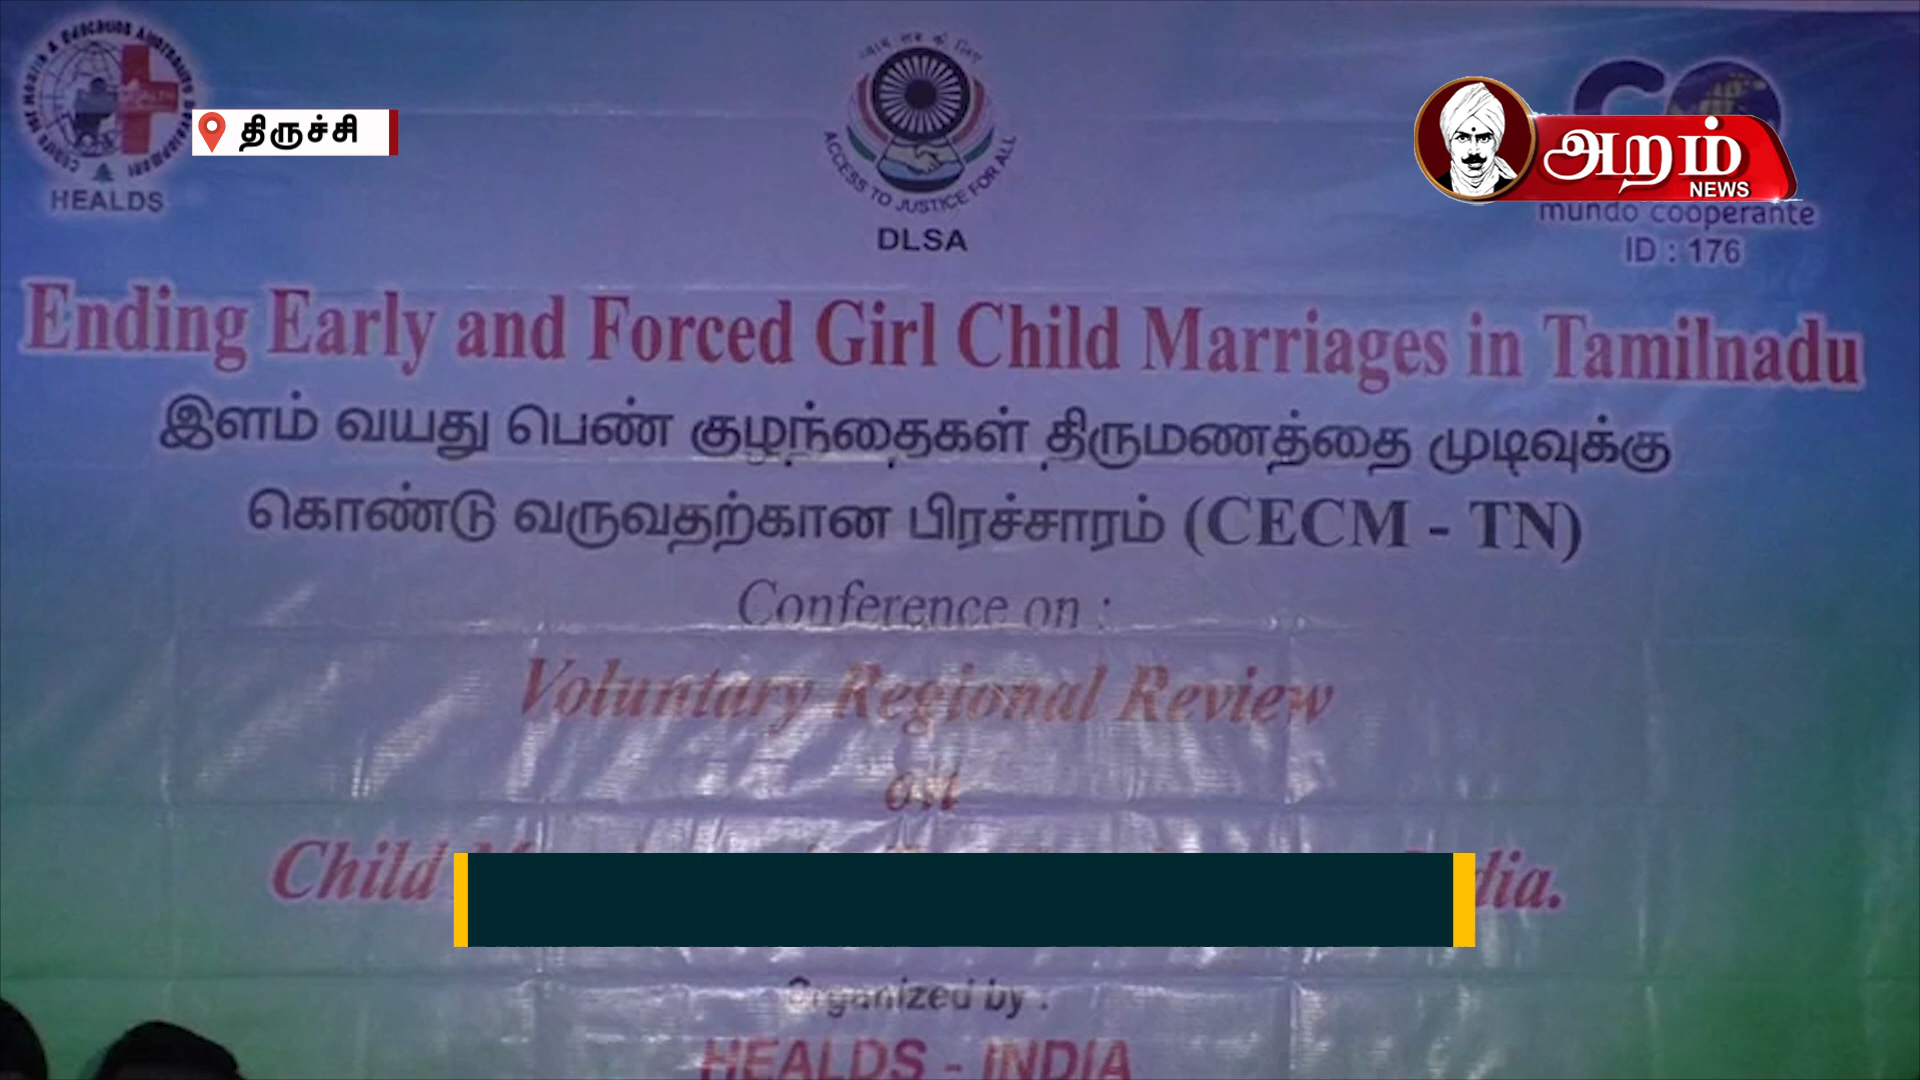 HEALDS
திருச்சி
ACCESS TO JUSTICE FOR ALL
DLSA
அறம்
NEWS
mundo cooperante
ID : 176
Ending Early and Forced Girl Child Marriages in Tamilnadu
இளம் வயது பெண் குழந்தைகள் திருமணத்தை முடிவுக்கு
கொண்டு வருவதற்கான பிரச்சாரம் (CECM - TN)
Conference on :
Voluntary Regional Review
on
Child
Organized by :
HEALDS - INDIA